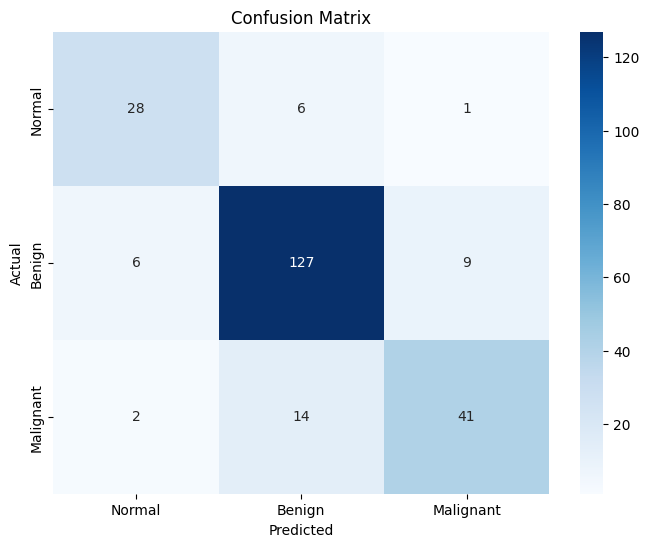 Confusion Matrix
Actual
Normal
28
6
1
Benign
6
127
9
Malignant
2
14
41
Normal
Benign
Malignant
Predicted
120
100
80
60
40
20